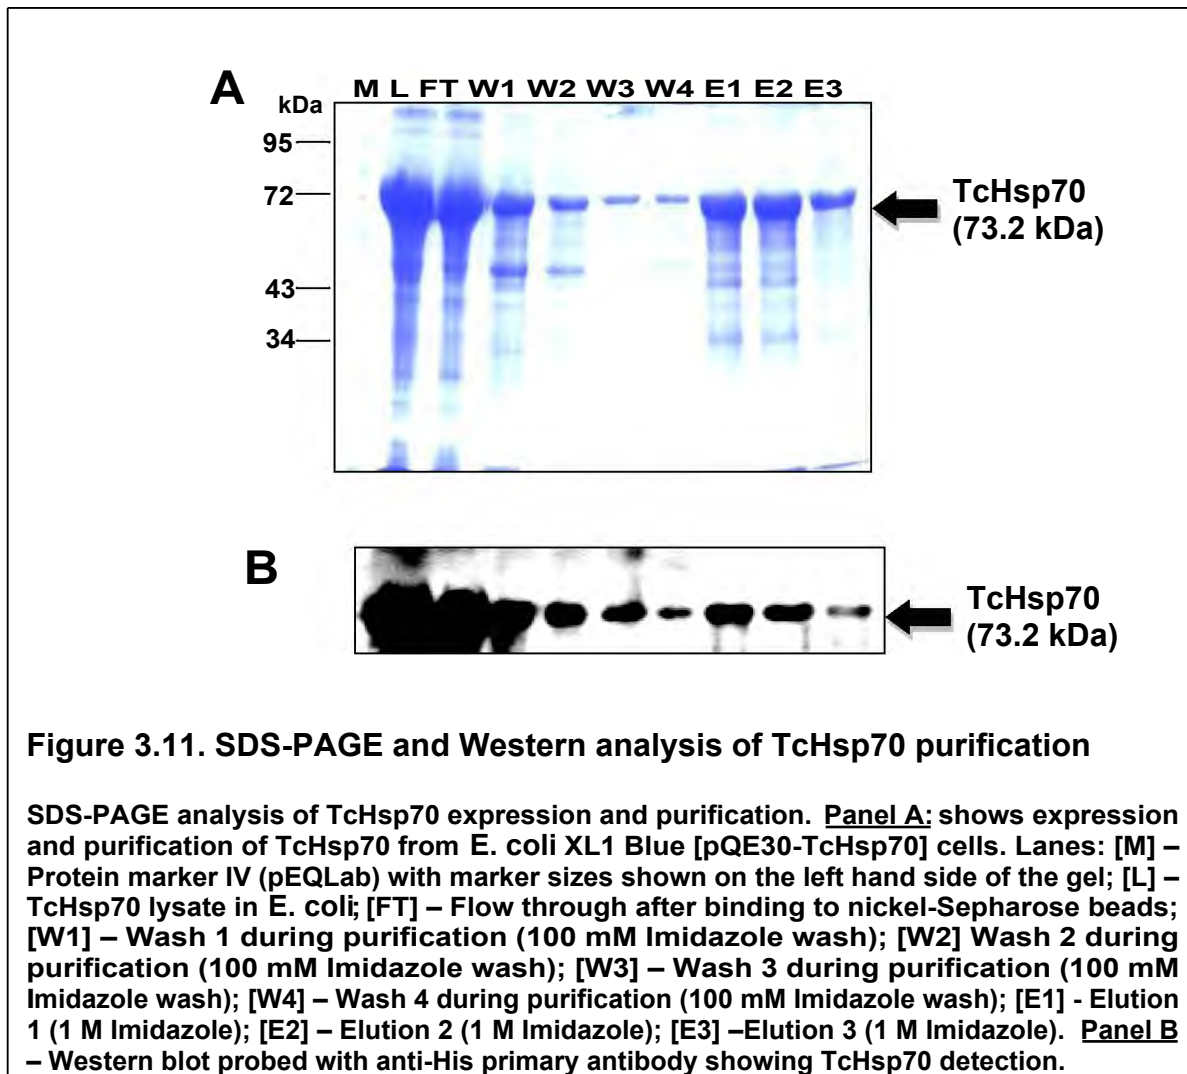 A
M L FT W1 W2 W3 W4 E1 E2 E3
kDa
95
72
43
34
TcHsp70
(73.2 kDa)
B
TcHsp70
(73.2 kDa)
Figure 3.11. SDS-PAGE and Western analysis of TcHsp70 purification
SDS-PAGE analysis of TcHsp70 expression and purification. Panel A: shows expression
and purification of TcHsp70 from E. coli XL1 Blue [pQE30-TcHsp70] cells. Lanes: [M] –
Protein marker IV (pEQLab) with marker sizes shown on the left hand side of the gel; [L] –
TcHsp70 lysate in E. coli; [FT] – Flow through after binding to nickel-Sepharose beads;
[W1] – Wash 1 during purification (100 mM Imidazole wash); [W2] Wash 2 during
purification (100 mM Imidazole wash); [W3] – Wash 3 during purification (100 mM
Imidazole wash); [W4] – Wash 4 during purification (100 mM Imidazole wash); [E1] - Elution
1 (1 M Imidazole); [E2] – Elution 2 (1 M Imidazole); [E3] –Elution 3 (1 M Imidazole). Panel B
– Western blot probed with anti-His primary antibody showing TcHsp70 detection.